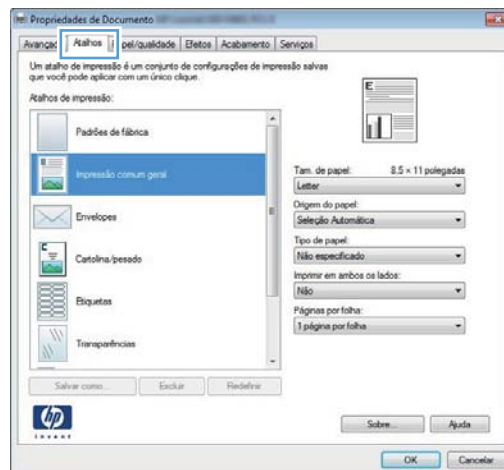 Propriedades de Documento
Avançad Atalhos pel/qualidade Efeitos Acabamento Serviços
Um atalho de impressão é um conjunto de configurações de impressão salvas
que você pode aplicar com um único clique.
Atalhos de impressão:
Padrões de fábrica
Impressão comum geral
Envelopes
Cartolina/pesado
Etiquetas
Transparências
Salvar como... Excluir Redefinir
E
Tam. de papel: 8.5 × 11 polegadas
Letter
Origem do papel:
Seleção Automática
Tipo de papel:
Não especificado
Imprimir em ambos os lados:
Não
Páginas por folha:
1 página por folha
hp
invent
Sobre... Ajuda
OK Cancelar